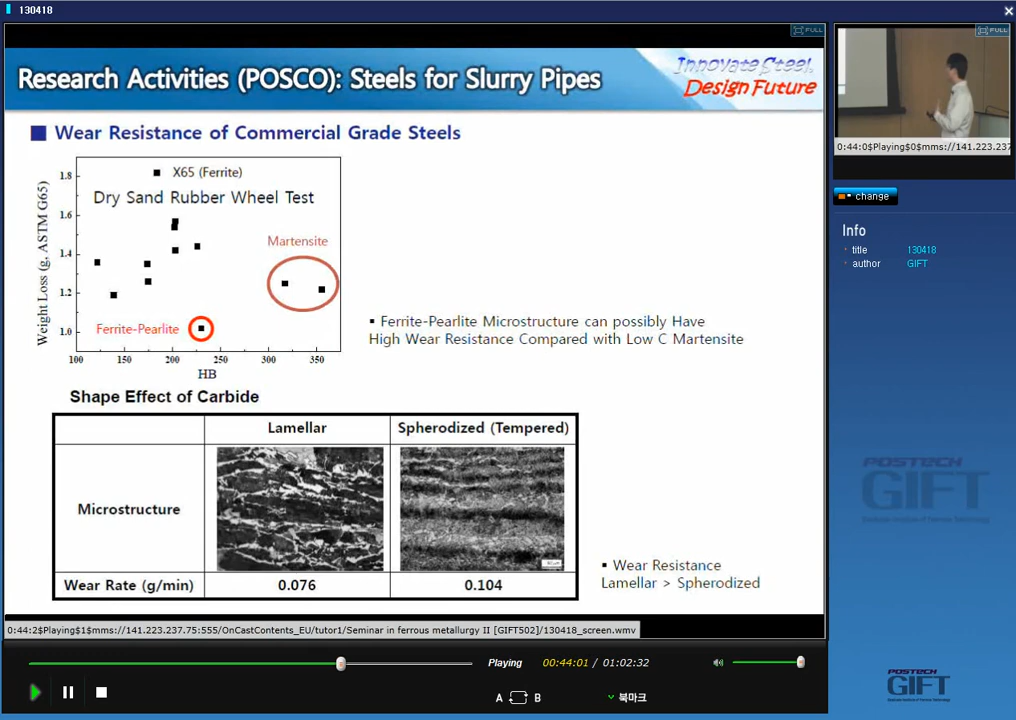 130418
FULL
Research Activities (POSCO): Steels for Slurry Pipes
Innovate Steel,
Design Future
Wear Resistance of Commercial Grade Steels
Weight Loss (g, ASTM G65)
1.8
1.6
1.4
1.2
1.0
X65 (Ferrite)
Dry Sand Rubber Wheel Test
Martensite
Ferrite-Pearlite
100
150
200
250
300
350
HB
▪ Ferrite-Pearlite Microstructure can possibly Have
High Wear Resistance Compared with Low C Martensite
Shape Effect of Carbide
Lamellar
Spherodized (Tempered)
Microstructure
Wear Rate (g/min)
0.076
0.104
▪ Wear Resistance
Lamellar > Spherodized
0:44:2$Playing$1$mms://141.223.237.75:555/OnCastContents_EU/tutor1/Seminar in ferrous metallurgy II [GIFT502]/130418_screen.wmv
Playing
00:44:01 / 01:02:32
A
B
북마크
FULL
0:44:0$Playing$0$mms://141.223.237
change
Info
title
130418
author
GIFT
POSTECH
GIFT
POSTECH
GIFT